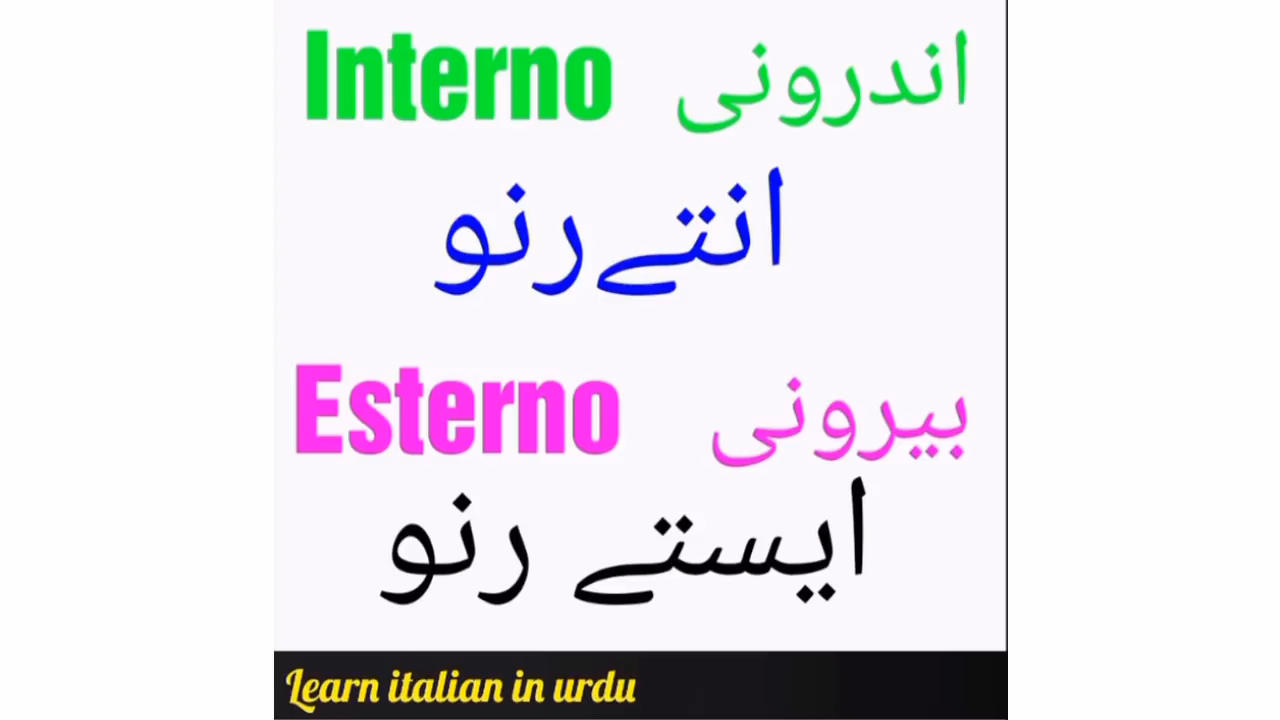 Interno اندرونی
انتےرنو
Esterno بیرونی
ایستے رنو
Learn italian in urdu